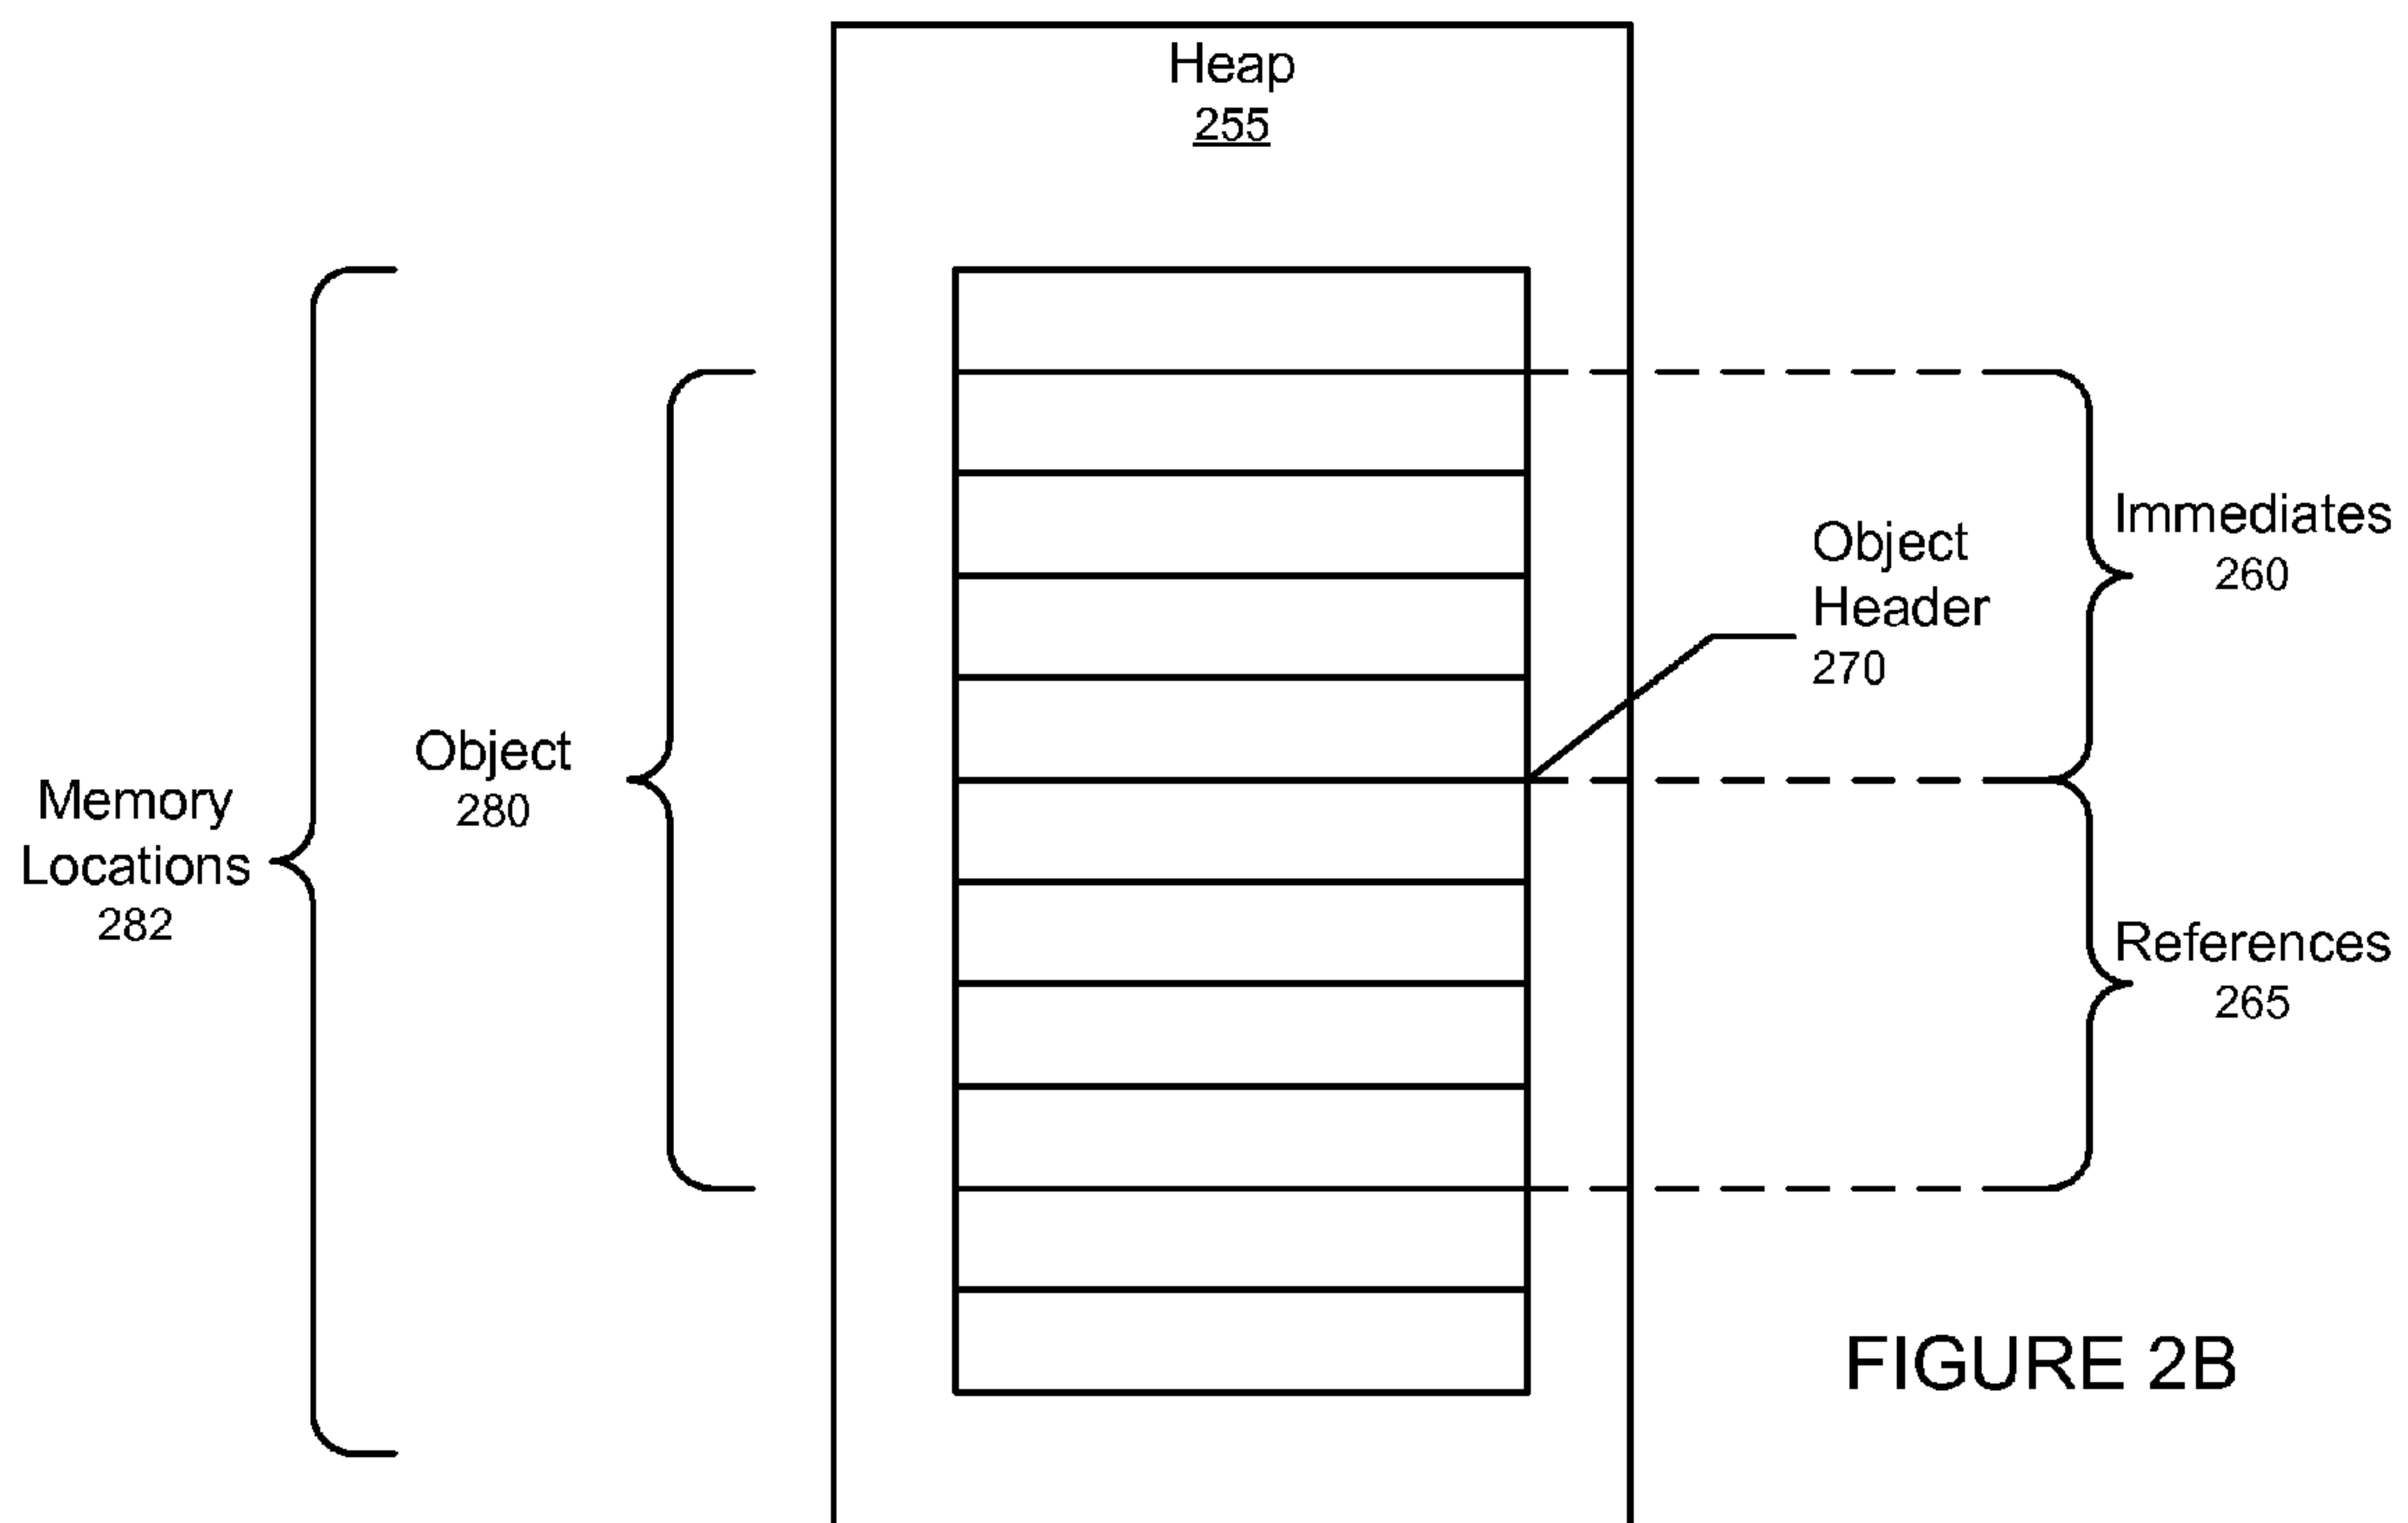 Heap
255
Object
Header
270
Immediates
260
Object
280
Memory
Locations
282
References
265
FIGURE 2B